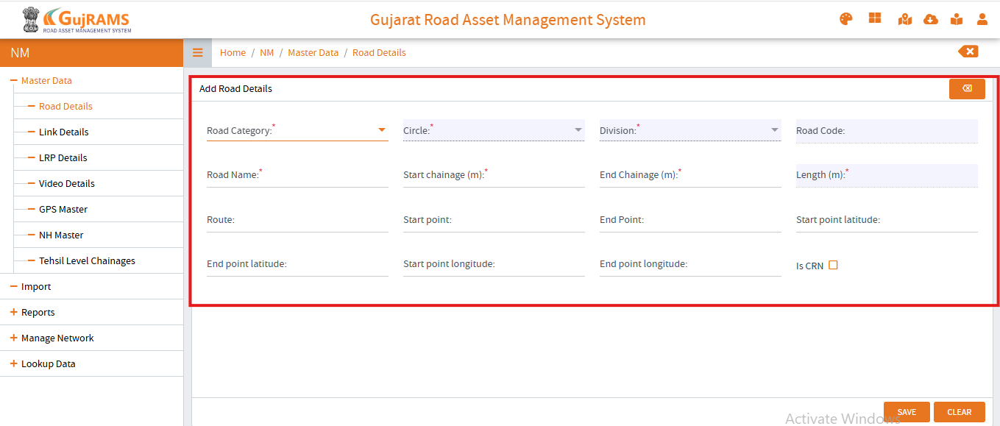 GujRAMS
ROAD ASSET MANAGEMENT SYSTEM
Gujarat Road Asset Management System
NM
Home / NM / Master Data / Road Details
Master Data
Road Details
Link Details
LRP Details
Video Details
GPS Master
NH Master
Tehsil Level Chainages
Import
Reports
Manage Network
Lookup Data
Add Road Details
Road Category:* Circle:* Division:* Road Code:
Road Name:* Start chainage (m):* End Chainage (m):* Length (m):*
Route: Start point: End Point: Start point latitude:
End point latitude: Start point longitude: End point longitude: Is CRN
SAVE CLEAR
Activate Windows